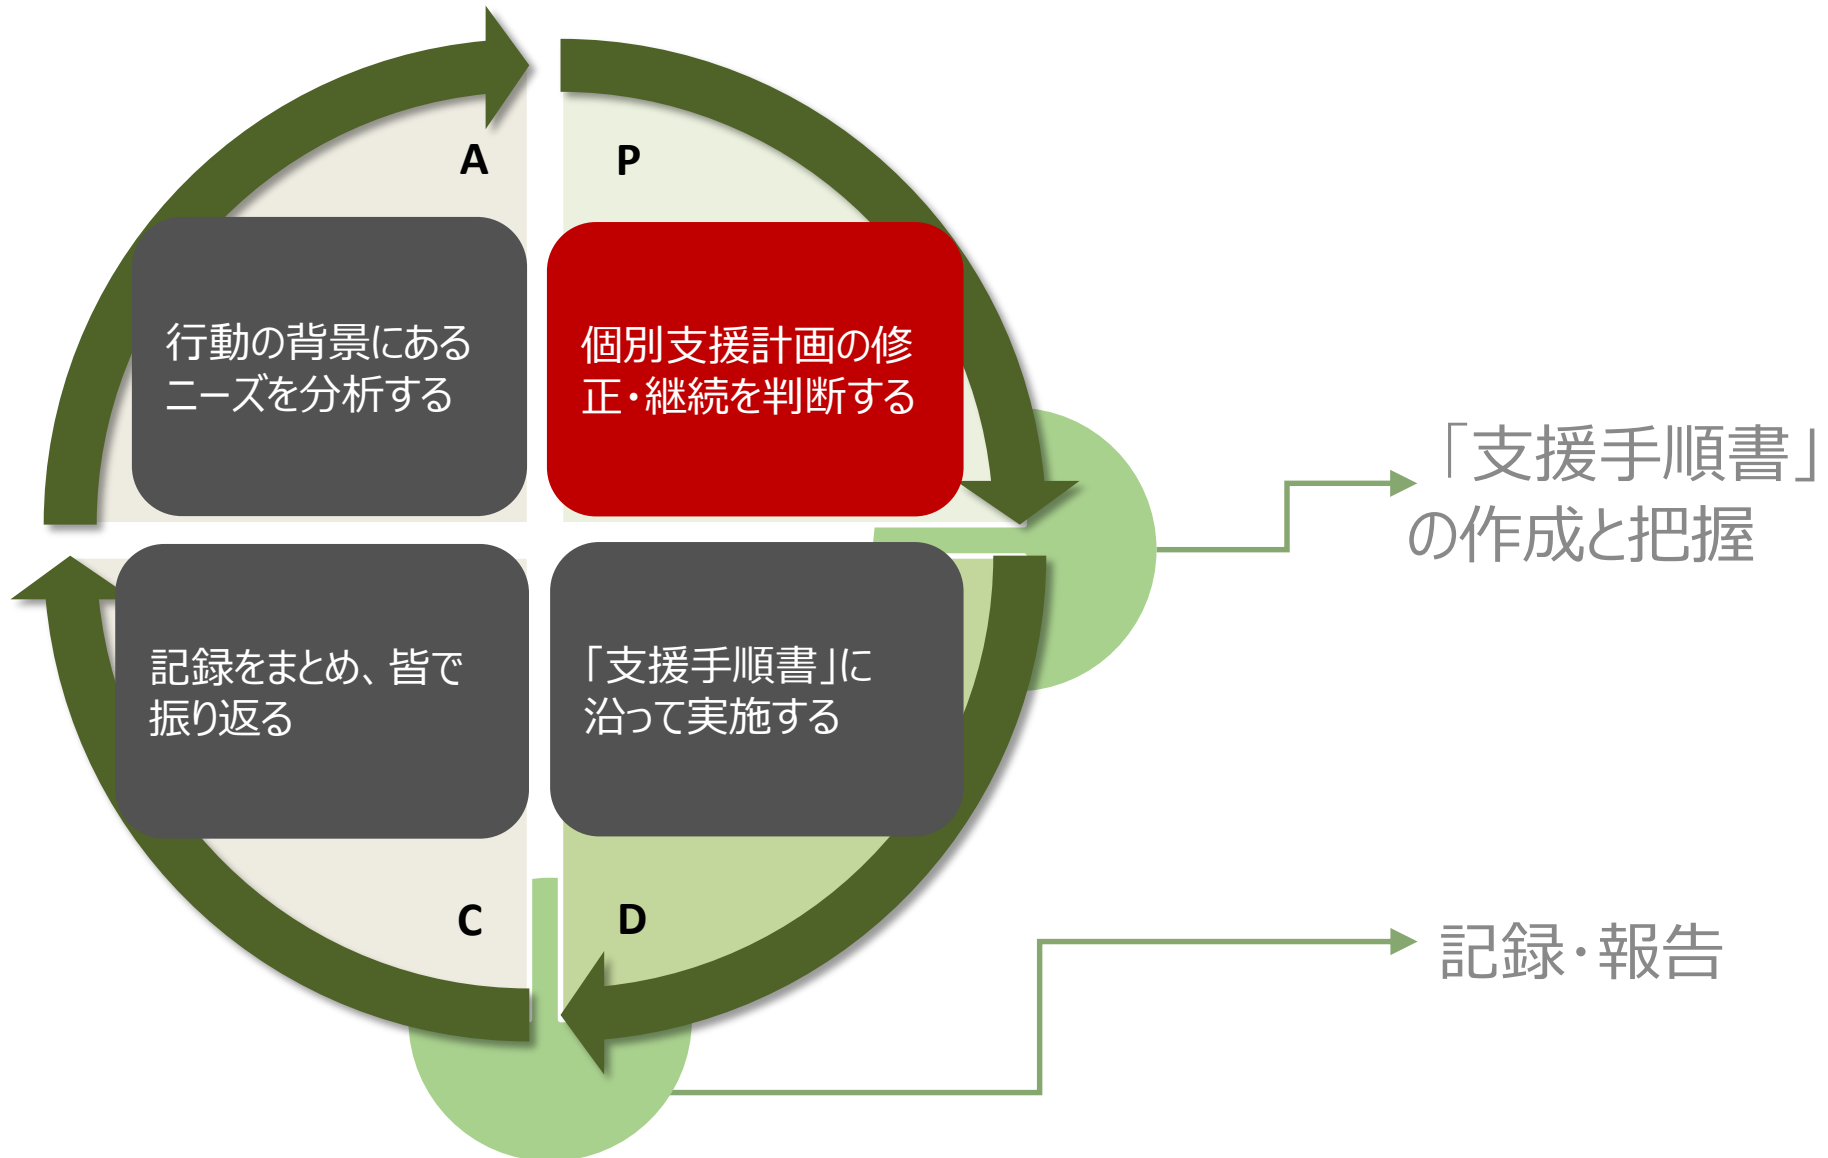 A
P
行動の背景にある
ニーズを分析する
個別支援計画の修
正・継続を判断する
「支援手順書」
の作成と把握
記録をまとめ、皆で
振り返る
「支援手順書」に
沿って実施する
C
D
記録・報告